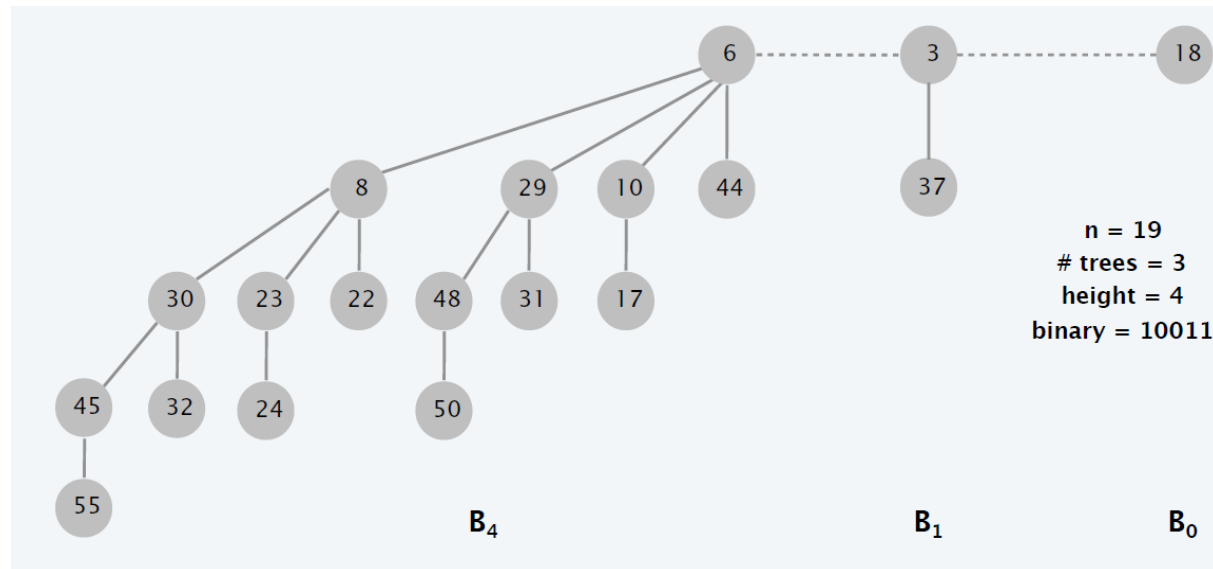 6 3 18
8 29 10 44 37
n = 19
# trees = 3
height = 4
binary = 10011
30 23 22 48 31 17
45 32 24 50
55
B₄ B₁ B₀